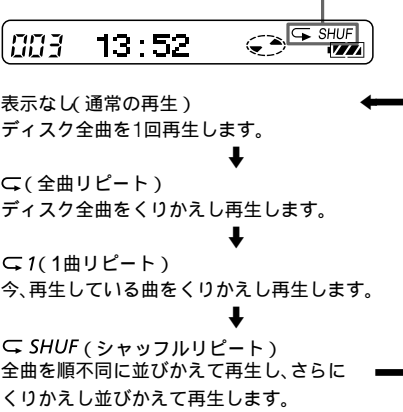 SHUF
003 13:52
表示なし(通常の再生)
ディスク全曲を1回再生します。
(全曲リピート)
ディスク全曲をくりかえし再生します。
1(1曲リピート)
今、再生している曲をくりかえし再生します。
SHUF(シャッフルリピート)
全曲を順不同に並びかえて再生し、さらに
くりかえし並びかえて再生します。